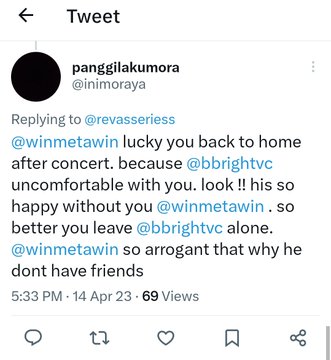 Tweet
panggilakumora
@inimoraya
Replying to @revasseriess
@winmetawin lucky you back to home
after concert. because @bbrightvc
uncomfortable with you. look !! his so
happy without you @winmetawin . so
better you leave @bbrightvc alone.
@winmetawin so arrogant that why he
dont have friends
5:33 PM · 14 Apr 23 · 69 Views